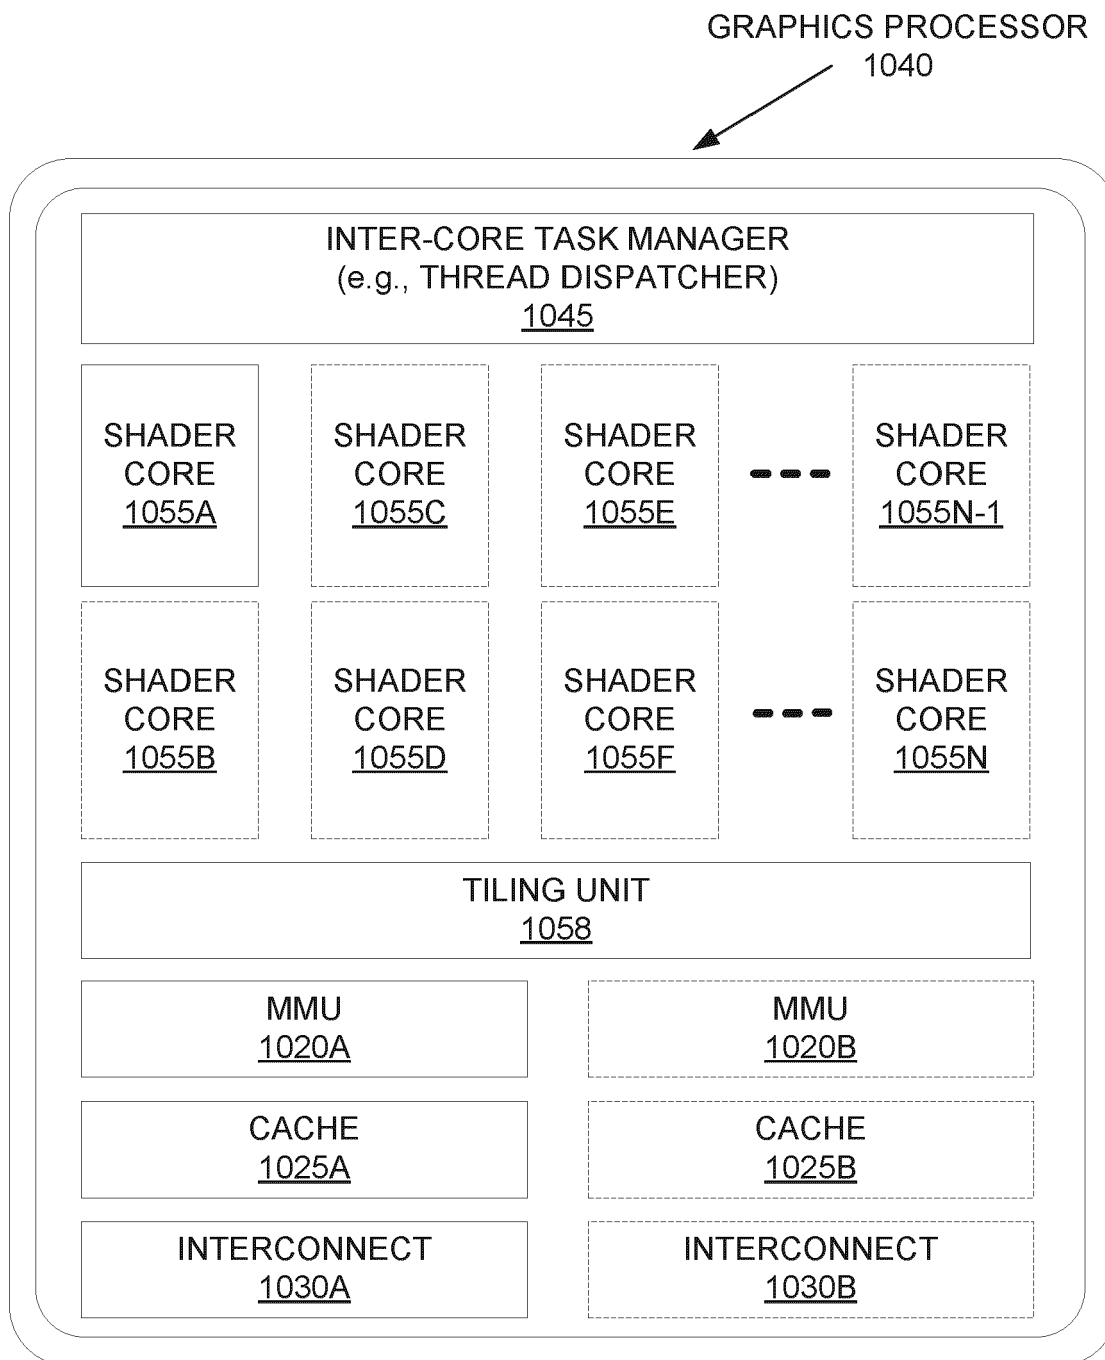 GRAPHICS PROCESSOR
1040
INTER-CORE TASK MANAGER
(e.g., THREAD DISPATCHER)
1045
SHADER
CORE
1055A
SHADER
CORE
1055C
SHADER
CORE
1055E
SHADER
CORE
1055N-1
SHADER
CORE
1055B
SHADER
CORE
1055D
SHADER
CORE
1055F
SHADER
CORE
1055N
TILING UNIT
1058
MMU
1020A
MMU
1020B
CACHE
1025A
CACHE
1025B
INTERCONNECT
1030A
INTERCONNECT
1030B